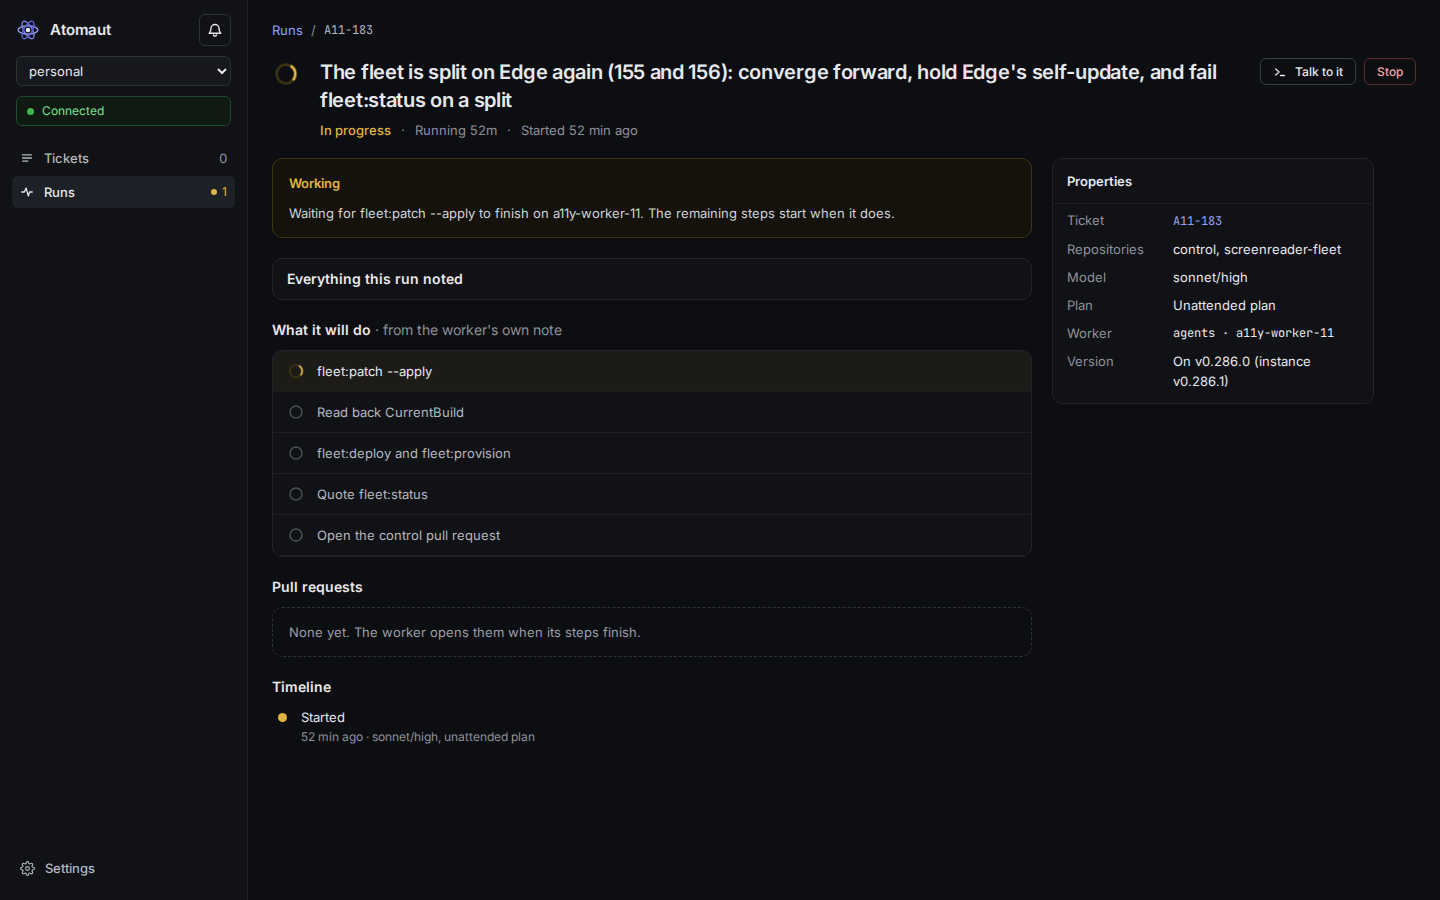 Atomaut
personal
Connected
Tickets 0
Runs 1
Settings
Runs / A11-183
The fleet is split on Edge again (155 and 156): converge forward, hold Edge's self-update, and fail
fleet:status on a split
In progress · Running 52m · Started 52 min ago
Talk to it
Stop
Working
Waiting for fleet:patch --apply to finish on a11y-worker-11. The remaining steps start when it does.
Everything this run noted
What it will do · from the worker's own note
fleet:patch --apply
Read back CurrentBuild
fleet:deploy and fleet:provision
Quote fleet:status
Open the control pull request
Pull requests
None yet. The worker opens them when its steps finish.
Timeline
Started
52 min ago · sonnet/high, unattended plan
Properties
Ticket A11-183
Repositories control, screenreader-fleet
Model sonnet/high
Plan Unattended plan
Worker agents · a11y-worker-11
Version On v0.286.0 (instance
v0.286.1)